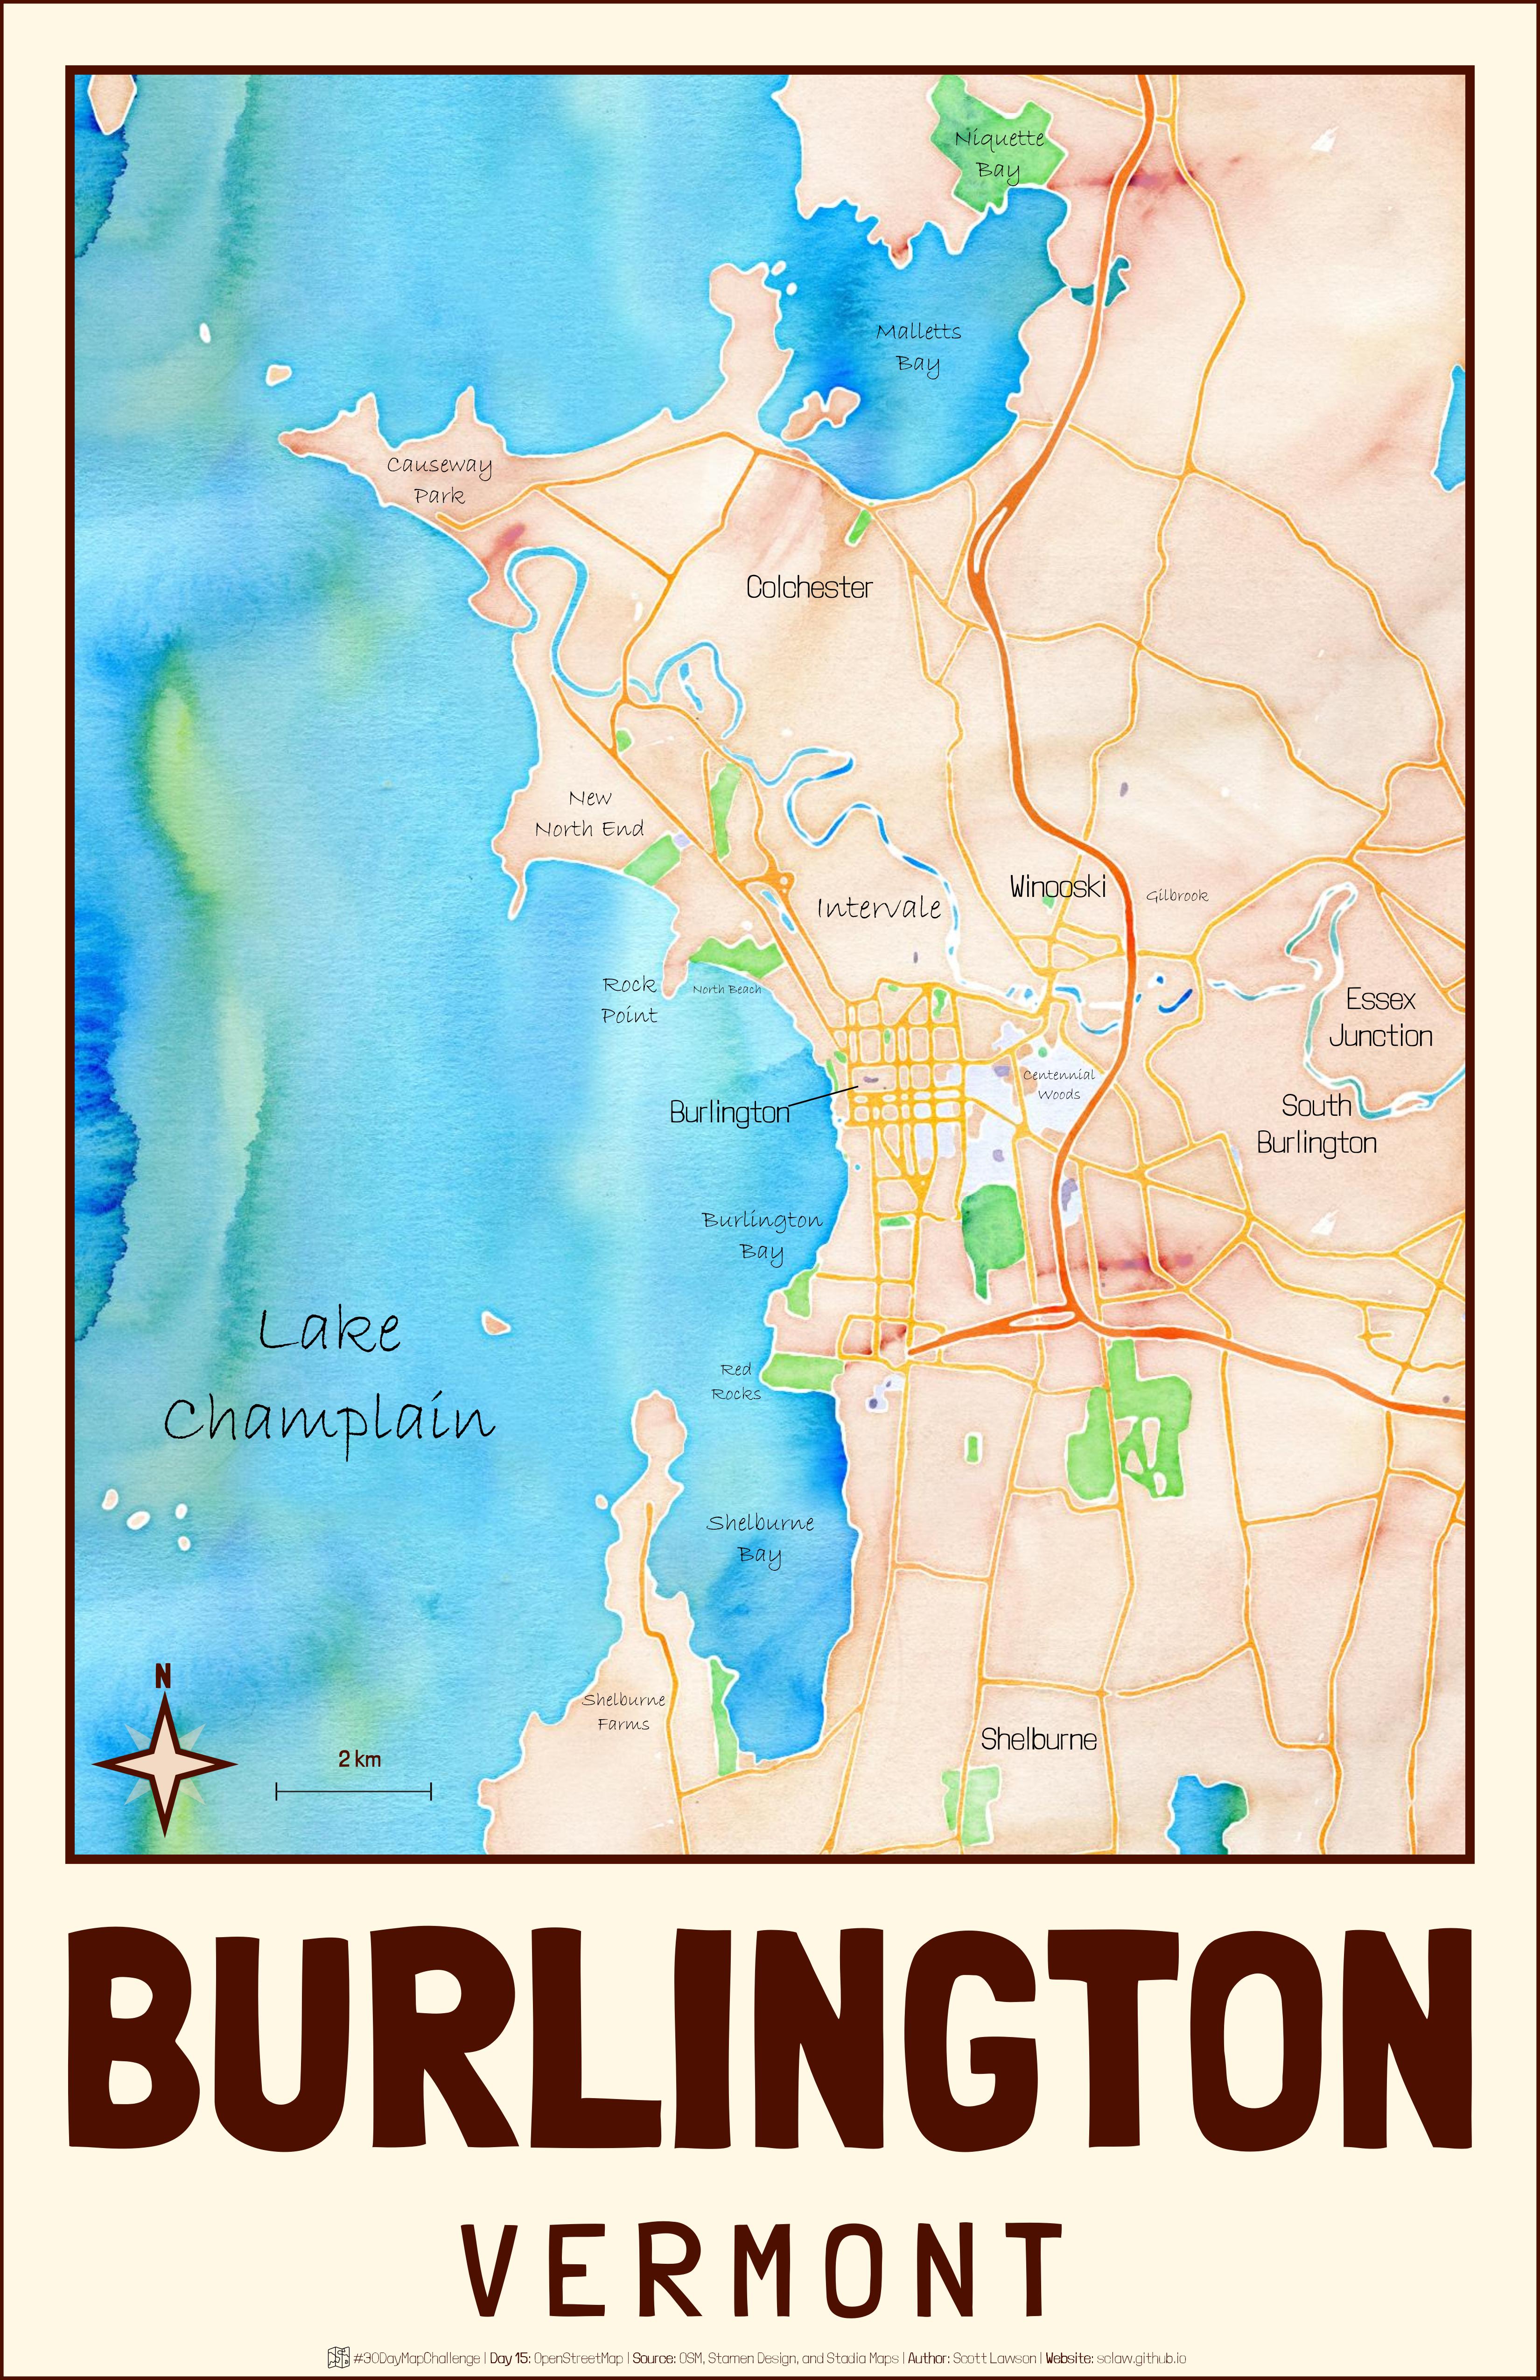 Niquette
Bay
Malletts
Bay
Causeway
Park
Colchester
New
North End
Winooski
Gilbrook
Intervale
Rock
Point
North Beach
Essex
Junction
Centennial
Woods
Burlington
South
Burlington
Burlington
Bay
Lake
Champlain
Red
Rocks
Shelburne
Bay
Shelburne
Farms
Shelburne
N
2 km
BURLINGTON
VERMONT
#30DayMapChallenge | Day 15: OpenStreetMap | Source: OSM, Stamen Design, and Stadia Maps | Author: Scott Lawson | Website: sclaw.github.io